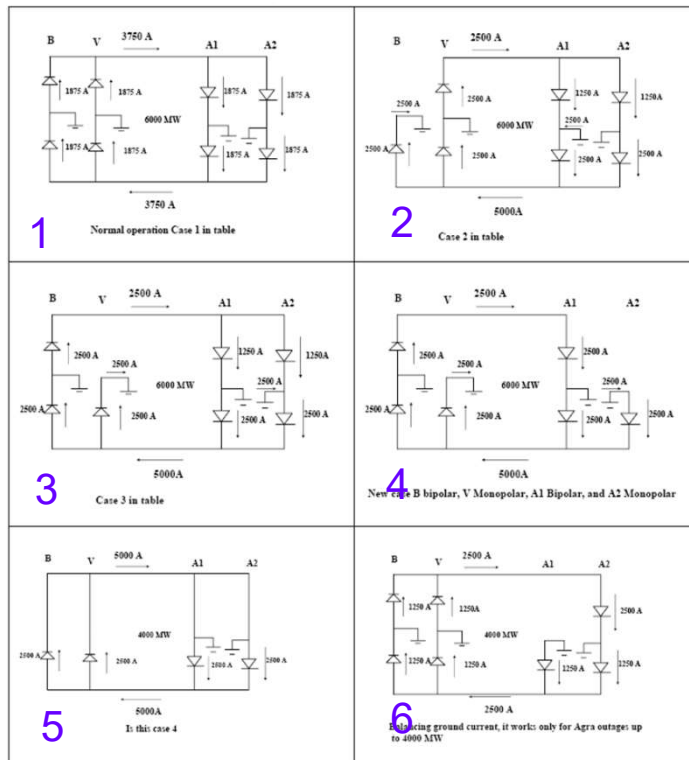 B V 3750 A A1 A2
1875 A 1875 A 1875 A 1875 A
6000 MW
1875 A 1875 A 1875 A 1875 A
3750 A
1 Normal operation Case 1 in table
B V 2500 A A1 A2
2500 A 2500 A 1250 A 1250A
6000 MW 2500 A
2500 A 2500 A 2500 A 2500 A
5000A
2 Case 2 in table
B V 2500 A A1 A2
2500 A 2500 A 1250 A 1250A
6000 MW 2500 A
2500 A 2500 A 2500 A 2500 A
5000A
3 Case 3 in table
B V 2500 A A1 A2
2500 A 2500 A 2500 A
6000 MW 2500 A
2500 A 2500 A 2500 A 2500 A
5000A
4 New case B bipolar, V Monopolar, A1 Bipolar, and A2 Monopolar
B V 5000 A A1 A2
4000 MW
2500 A 2500 A 2500 A 2500 A
5000A
5 Is this case 4
B V 2500 A A1 A2
1250 A 1250A 2500 A
4000 MW
1250 A 1250 A 1250 A 1250 A
2500 A
6 Balancing ground current, it works only for Agra outages up
to 4000 MW